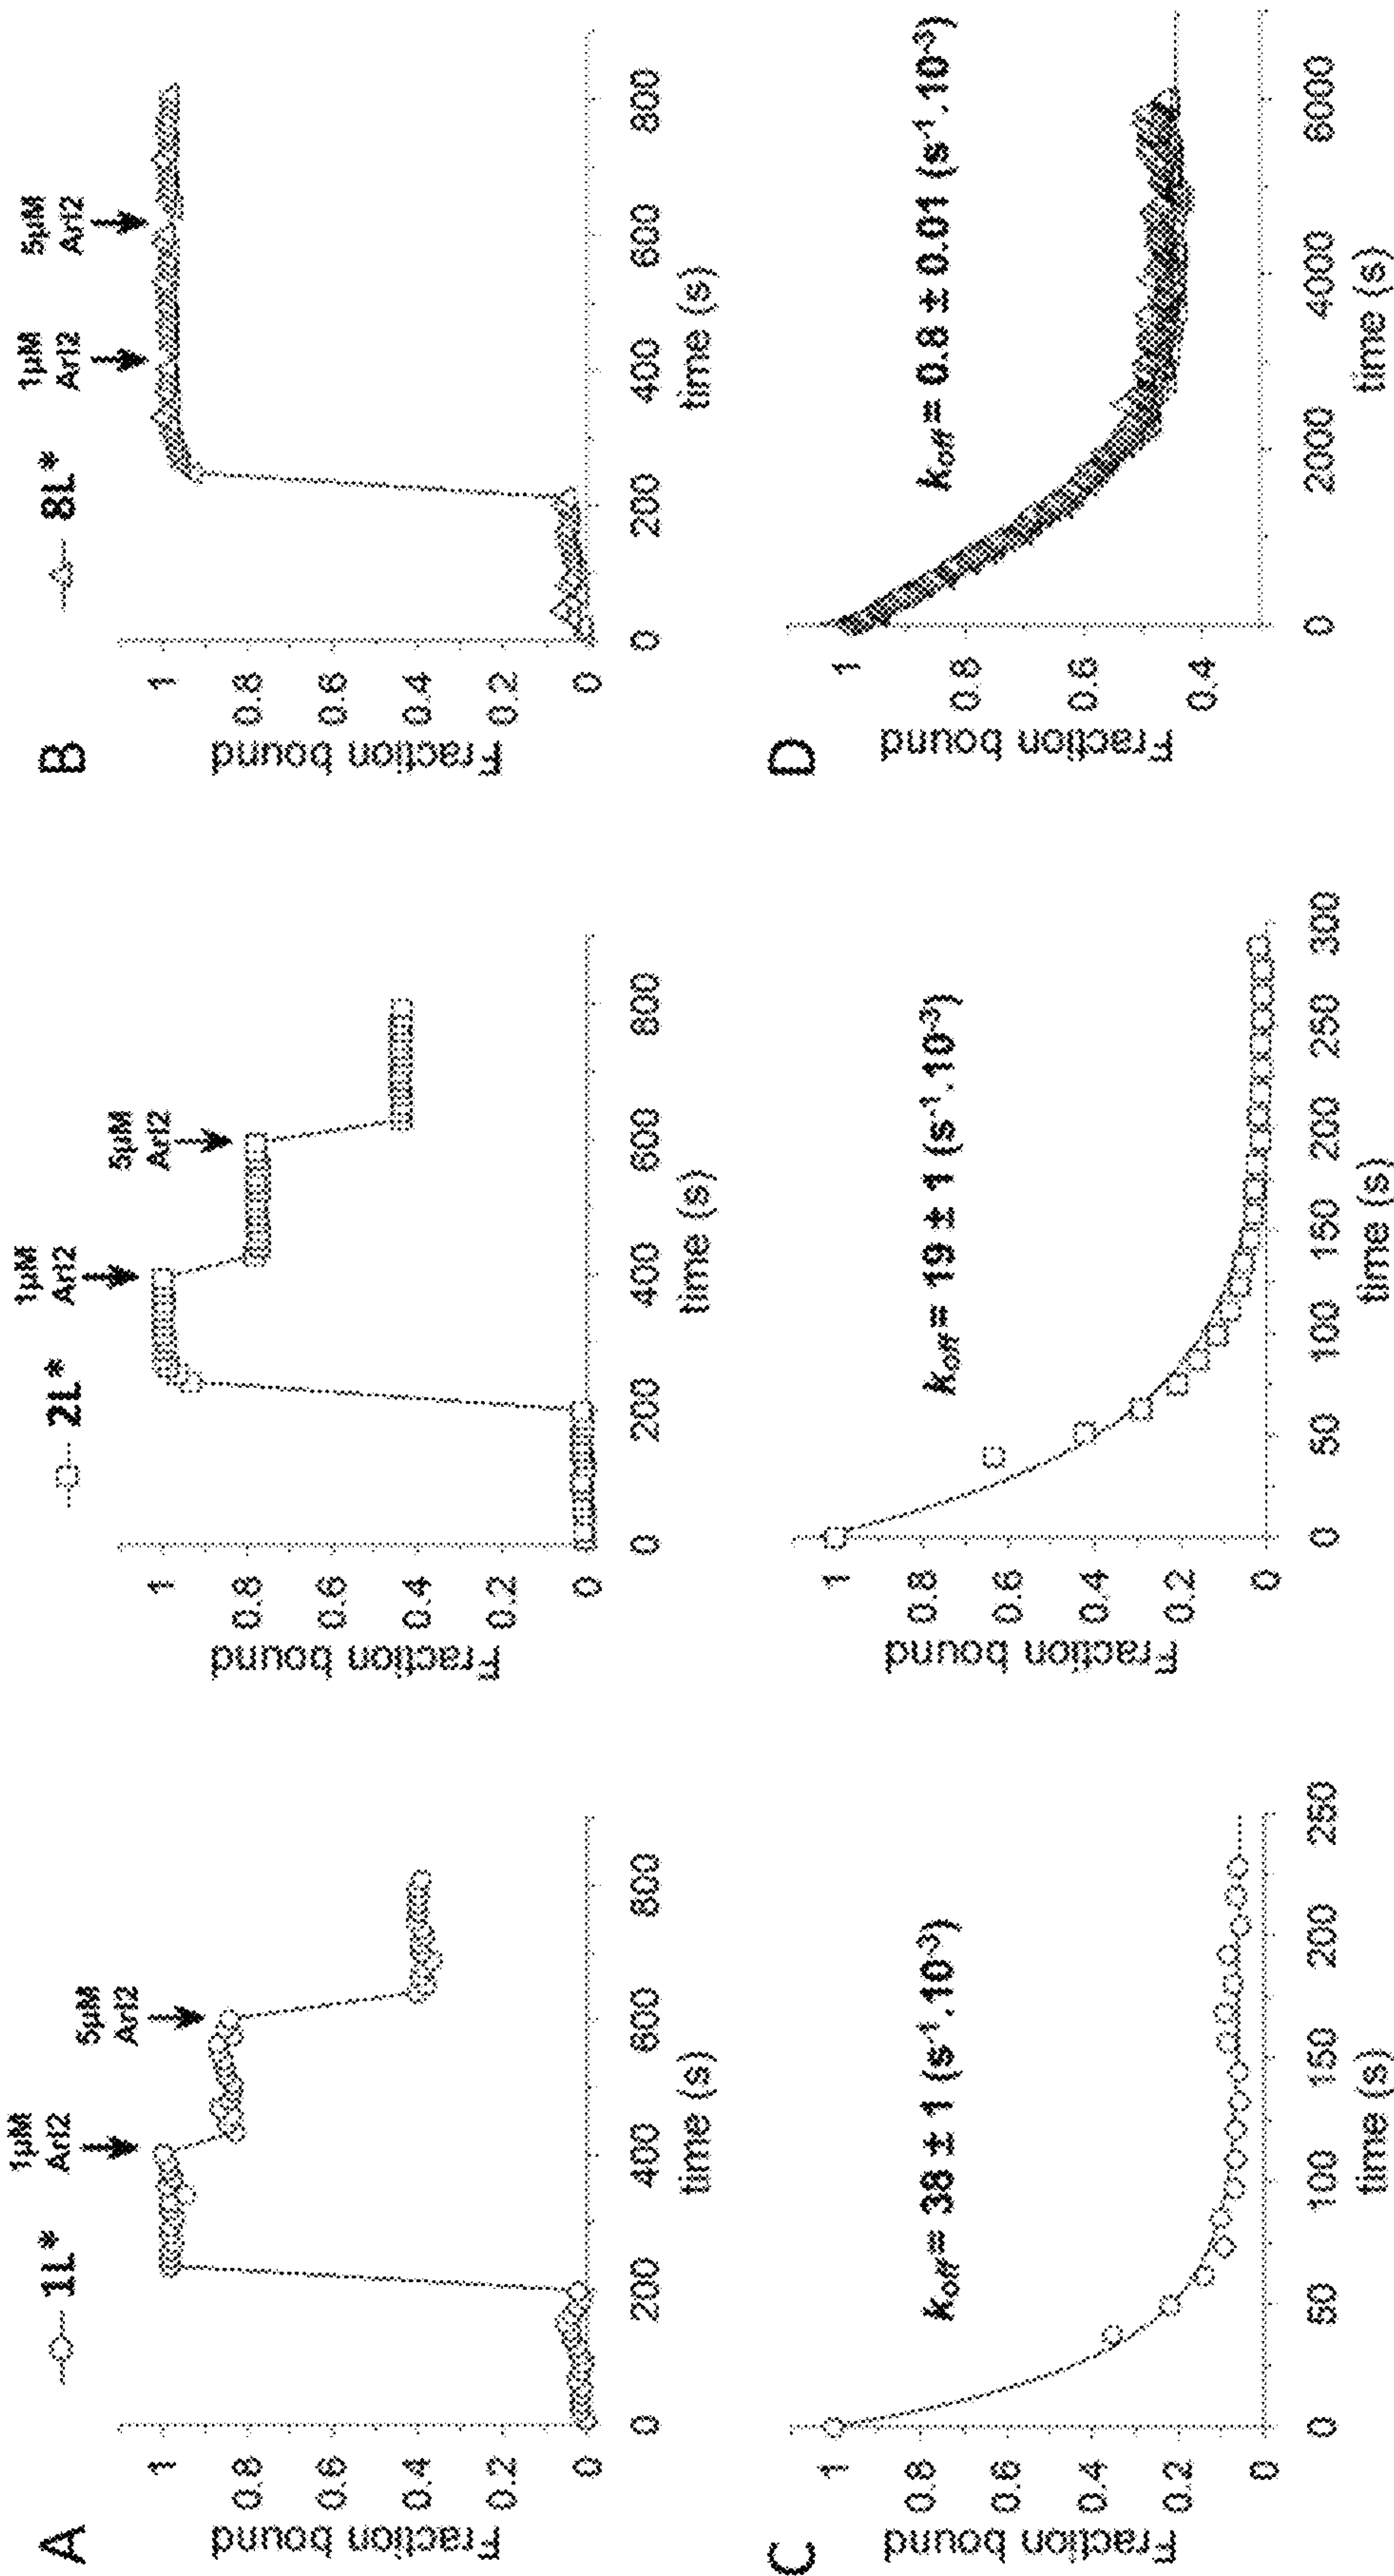 A
1L*
1µM
Arl2
5µM
Arl2
Fraction bound
1
0.8
0.6
0.4
0.2
0
0
200
400
600
800
time (s)
2L*
1µM
Arl2
5µM
Arl2
Fraction bound
1
0.8
0.6
0.4
0.2
0
0
200
400
600
800
time (s)
B
8L*
1µM
Arl2
5µM
Arl2
Fraction bound
1
0.8
0.6
0.4
0.2
0
0
200
400
600
800
time (s)
C
Fraction bound
1
0.8
0.6
0.4
0.2
0
k_off = 38 ± 1 (s⁻¹.10⁻³)
0
50
100
150
200
250
time (s)
Fraction bound
1
0.8
0.6
0.4
0.2
0
k_off = 19 ± 1 (s⁻¹.10⁻³)
0
50
100
150
200
250
300
time (s)
D
Fraction bound
1
0.8
0.6
0.4
k_off = 0.8 ± 0.01 (s⁻¹.10⁻³)
0
2000
4000
6000
time (s)